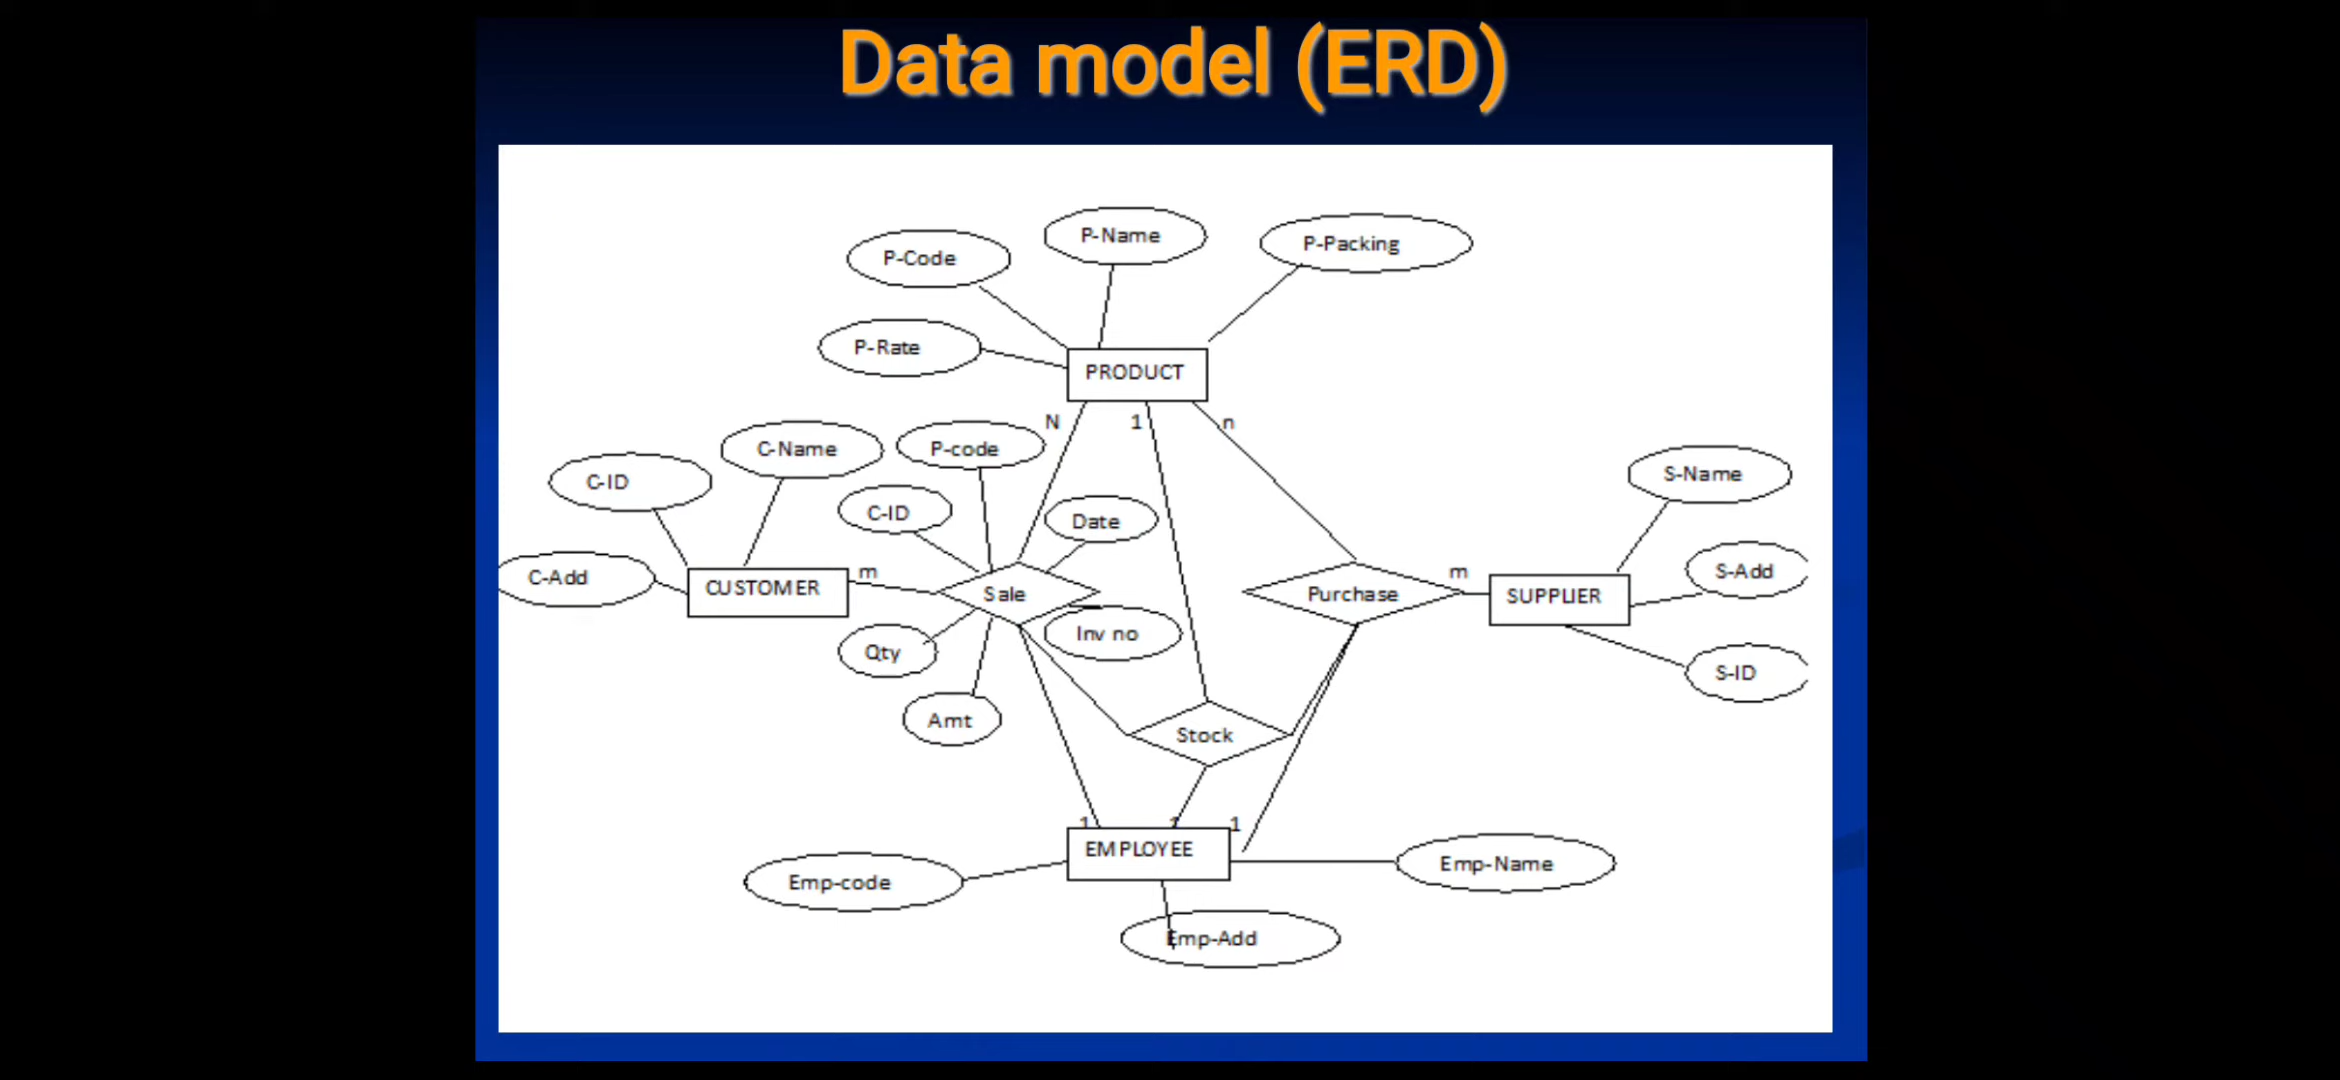 Data model (ERD)
P-Name
P-Packing
P-Code
P-Rate
PRODUCT
N
1
n
C-Name
P-code
S-Name
C-ID
C-ID
Date
C-Add
CUSTOMER
m
Sale
Purchase
m
SUPPLIER
S-Add
Inv no
Qty
S-ID
Amt
Stock
1
1
1
EMPLOYEE
Emp-Name
Emp-code
Emp-Add